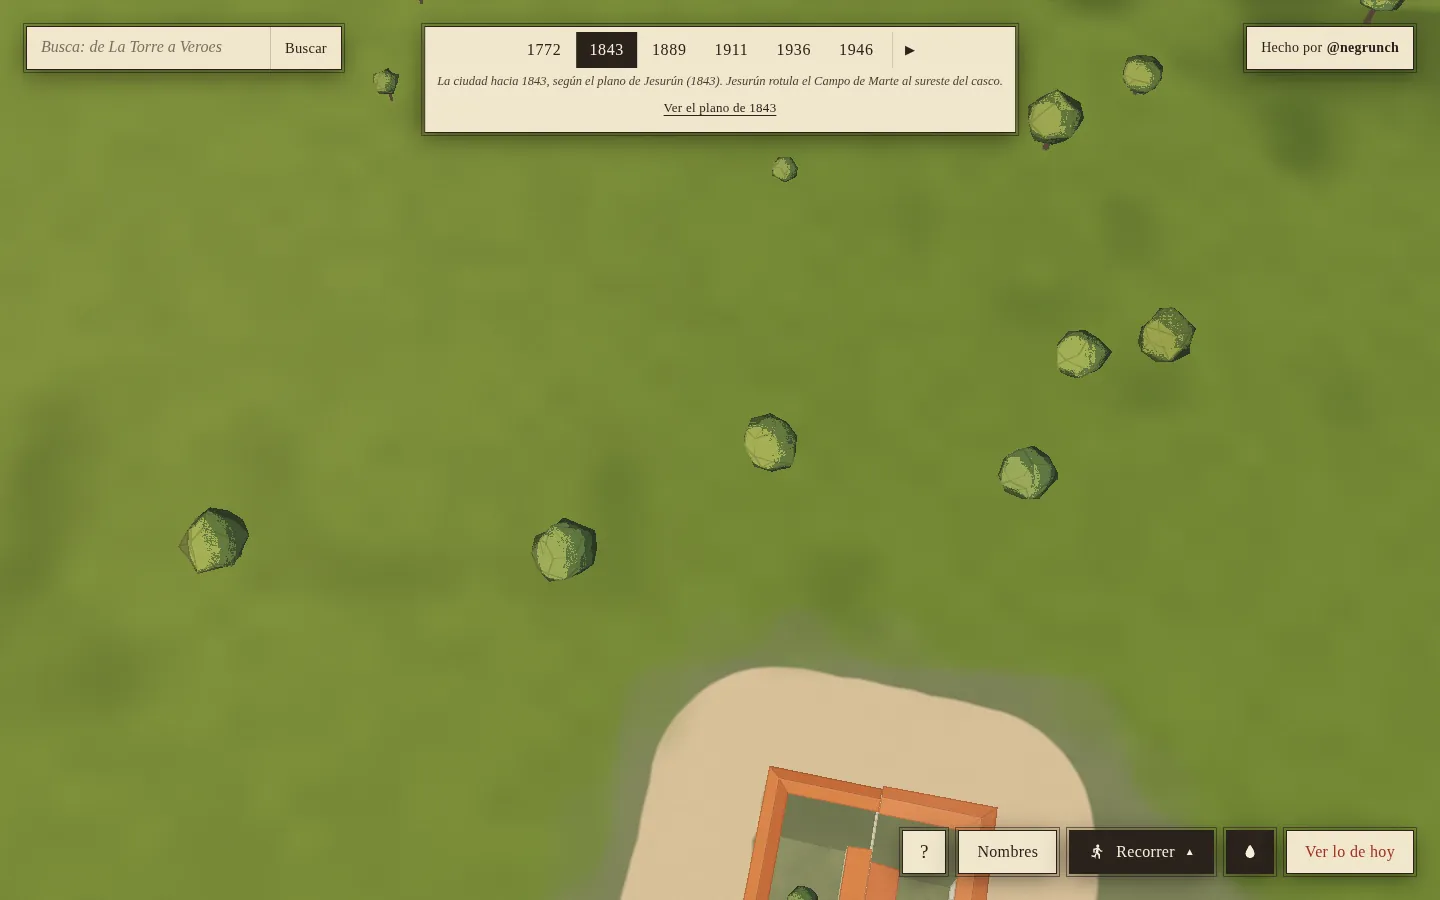 Busca: de La Torre a Veroes
Buscar
1772 1843 1889 1911 1936 1946 ▶
La ciudad hacia 1843, según el plano de Jesurún (1843). Jesurún rotula el Campo de Marte al sureste del casco.
Ver el plano de 1843
Hecho por @negrunch
?
Nombres
Recorrer ▲
Ver lo de hoy